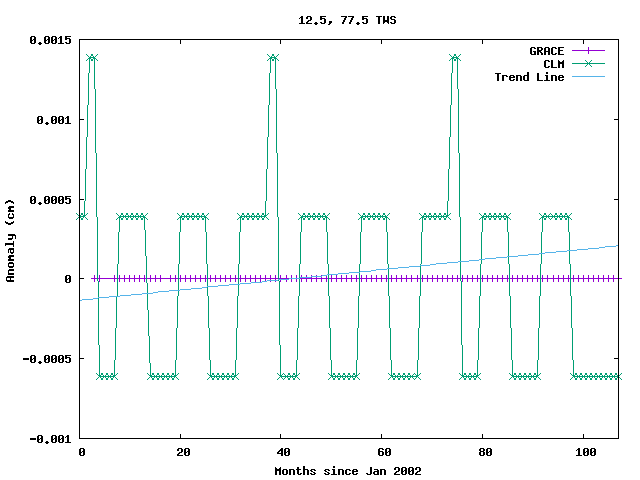 12.5, 77.5 TWS
0.0015
0.001
0.0005
0
-0.0005
-0.001
Anomaly (cm)
GRACE
CLM
Trend Line
0 20 40 60 80 100
Months since Jan 2002